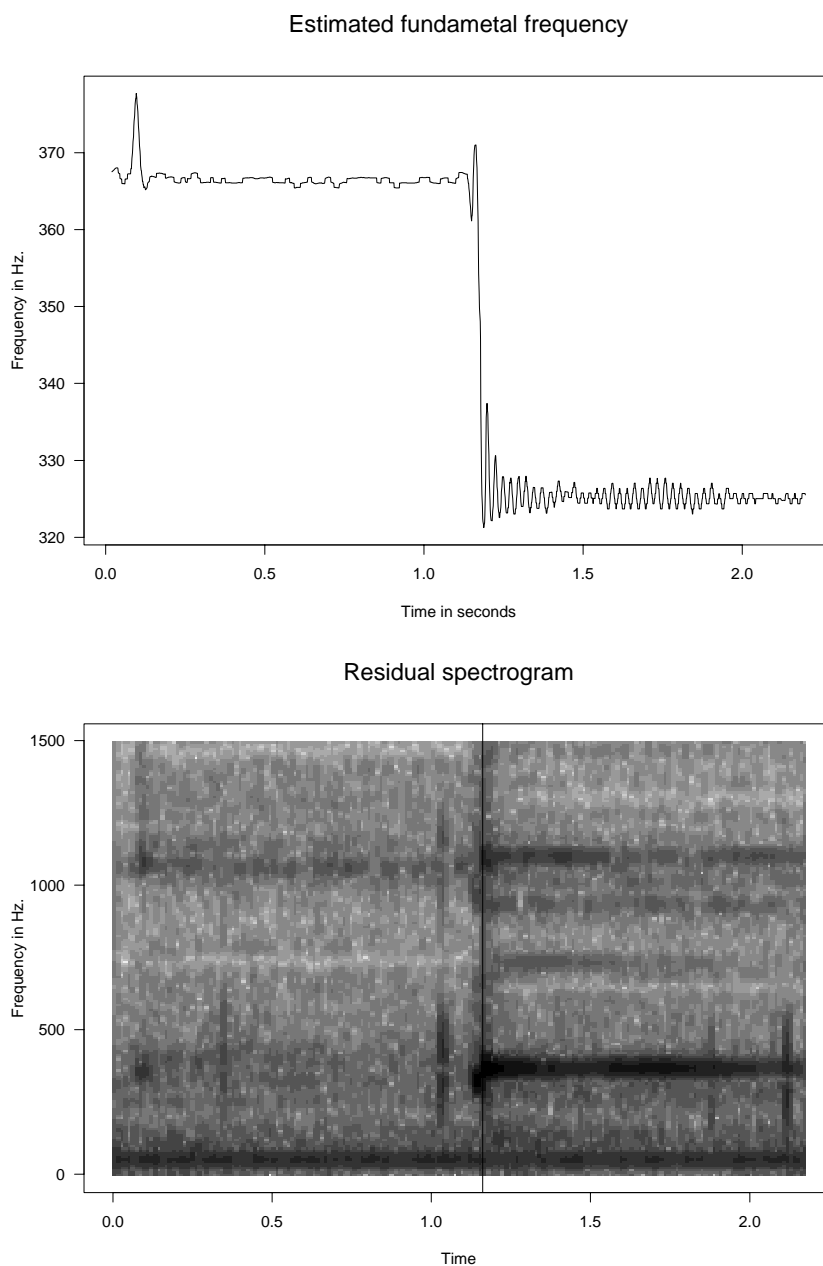 Estimated fundametal frequency
Frequency in Hz.
370
360
350
340
330
320
0.0 0.5 1.0 1.5 2.0
Time in seconds
Residual spectrogram
Frequency in Hz.
1500
1000
500
0
0.0 0.5 1.0 1.5 2.0
Time